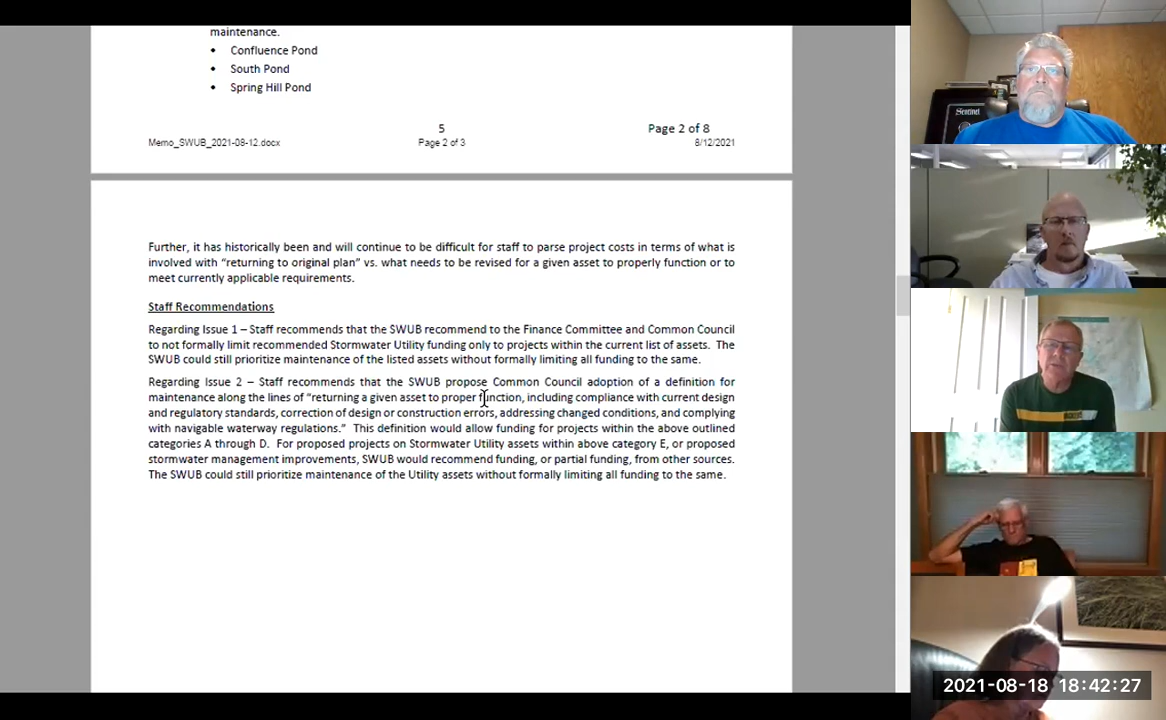 maintenance.
• Confluence Pond
• South Pond
• Spring Hill Pond
5 Page 2 of 8
Memo_SWUB_2021-08-12.docx Page 2 of 3 8/12/2021
Further, it has historically been and will continue to be difficult for staff to parse project costs in terms of what is
involved with “returning to original plan” vs. what needs to be revised for a given asset to properly function or to
meet currently applicable requirements.
Staff Recommendations
Regarding Issue 1 – Staff recommends that the SWUB recommend to the Finance Committee and Common Council
to not formally limit recommended Stormwater Utility funding only to projects within the current list of assets. The
SWUB could still prioritize maintenance of the listed assets without formally limiting all funding to the same.
Regarding Issue 2 – Staff recommends that the SWUB propose Common Council adoption of a definition for
maintenance along the lines of “returning a given asset to proper function, including compliance with current design
and regulatory standards, correction of design or construction errors, addressing changed conditions, and complying
with navigable waterway regulations.” This definition would allow funding for projects within the above outlined
categories A through D. For proposed projects on Stormwater Utility assets within above category E, or proposed
stormwater management improvements, SWUB would recommend funding, or partial funding, from other sources.
The SWUB could still prioritize maintenance of the Utility assets without formally limiting all funding to the same.
Sentinel
2021-08-18 18:42:27